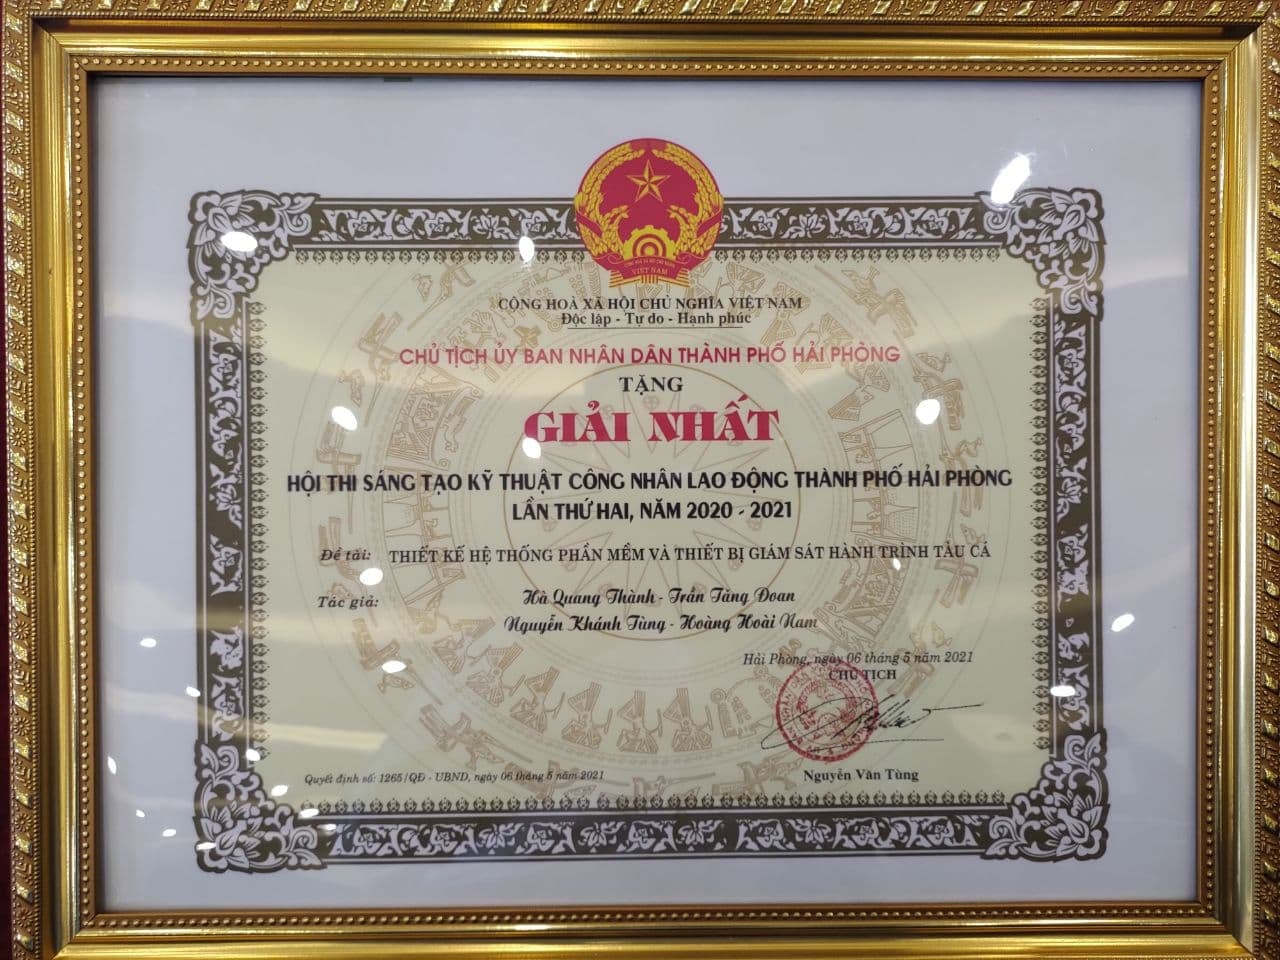 CỘNG HOÀ XÃ HỘI CHỦ NGHĨA VIỆT NAM
Độc lập - Tự do - Hạnh phúc
CHỦ TỊCH ỦY BAN NHÂN DÂN THÀNH PHỐ HẢI PHÒNG
TẶNG
GIẢI NHẤT
HỘI THI SÁNG TẠO KỸ THUẬT CÔNG NHÂN LAO ĐỘNG THÀNH PHỐ HẢI PHÒNG
LẦN THỨ HAI, NĂM 2020 - 2021
Đề tài: THIẾT KẾ HỆ THỐNG PHẦN MỀM VÀ THIẾT BỊ GIÁM SÁT HÀNH TRÌNH TÀU CÁ
Tác giả: Hà Quang Thành - Trần Tăng Đoan
Nguyễn Khánh Tùng - Hoàng Hoài Nam
Hải Phòng, ngày 06 tháng 5 năm 2021
CHỦ TỊCH
Nguyễn Văn Tùng
Quyết định số: 1265/QĐ - UBND, ngày 06 tháng 5 năm 2021